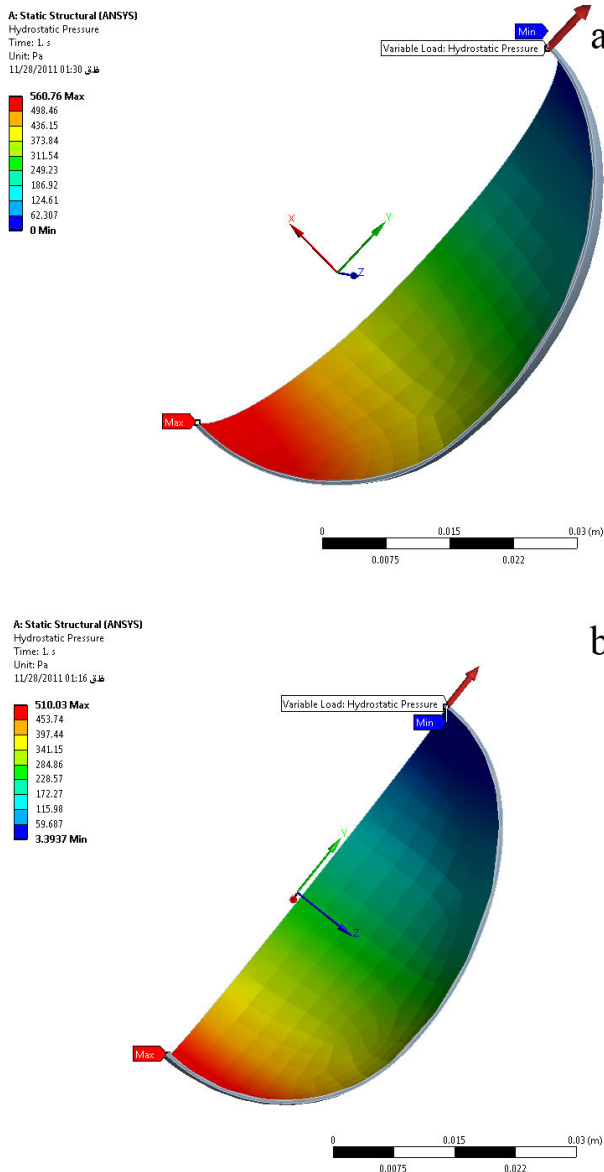 A: Static Structural (ANSYS)
Hydrostatic Pressure
Time: 1. s
Unit: Pa
11/28/2011 01:30 ق.ظ
560.76 Max
498.46
436.15
373.84
311.54
249.23
186.92
124.61
62.307
0 Min
Min
a
Variable Load: Hydrostatic Pressure
X
Y
Z
Max
0
0.015
0.03 (m)
0.0075
0.022
A: Static Structural (ANSYS)
Hydrostatic Pressure
Time: 1. s
Unit: Pa
11/28/2011 01:16 ق.ظ
510.03 Max
453.74
397.44
341.15
284.86
228.57
172.27
115.98
59.687
3.3937 Min
b
Variable Load: Hydrostatic Pressure
Min
Y
Z
Max
0
0.015
0.03 (m)
0.0075
0.022